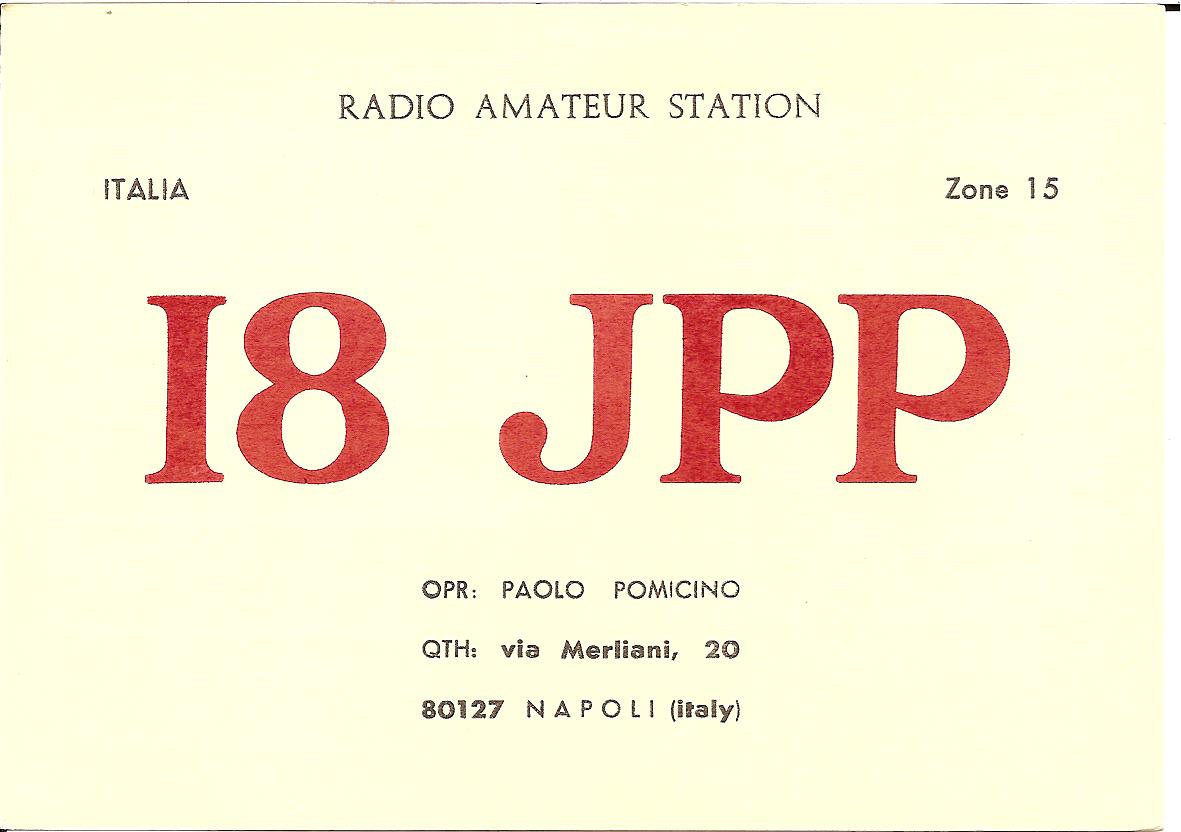 RADIO AMATEUR STATION
ITALIA Zone 15
I8 JPP
OPR: PAOLO POMICINO
QTH: via Merliani, 20
80127 NAPOLI (italy)